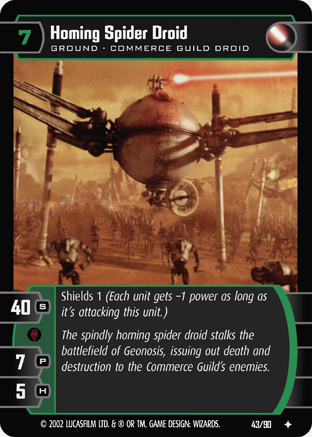 7 Homing Spider Droid
GROUND - COMMERCE GUILD DROID
40 S
Shields 1 (Each unit gets –1 power as long as
it's attacking this unit.)
The spindly homing spider droid stalks the
battlefield of Geonosis, issuing out death and
destruction to the Commerce Guild's enemies.
7 P
5 H
© 2002 LUCASFILM LTD. & ® OR TM. GAME DESIGN: WIZARDS. 43/90